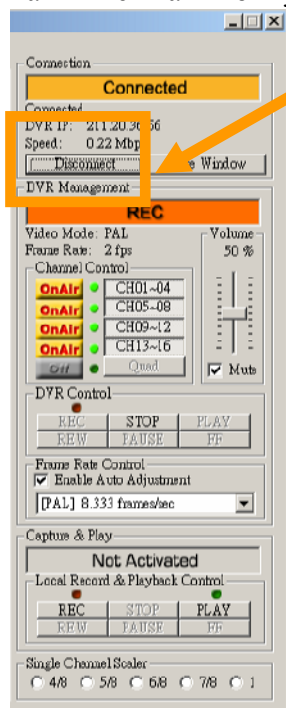 Connection
Connected
Connected
DVR IP: 211.20.36.56
Speed: 0.22 Mbp
Disconnect Window
DVR Management
REC
Video Mode: PAL
Frame Rate: 2 fps
Volume
50 %
Channel Control
OnAir CH01~04
OnAir CH05~08
OnAir CH09~12
OnAir CH13~16
Off Quad
Mute
DVR Control
REC STOP PLAY
REW PAUSE FF
Frame Rate Control
Enable Auto Adjustment
[PAL] 8.333 frames/sec
Capture & Play
Not Activated
Local Record & Playback Control
REC STOP PLAY
REW PAUSE FF
Single Channel Scaler
4/8 5/8 6/8 7/8 1